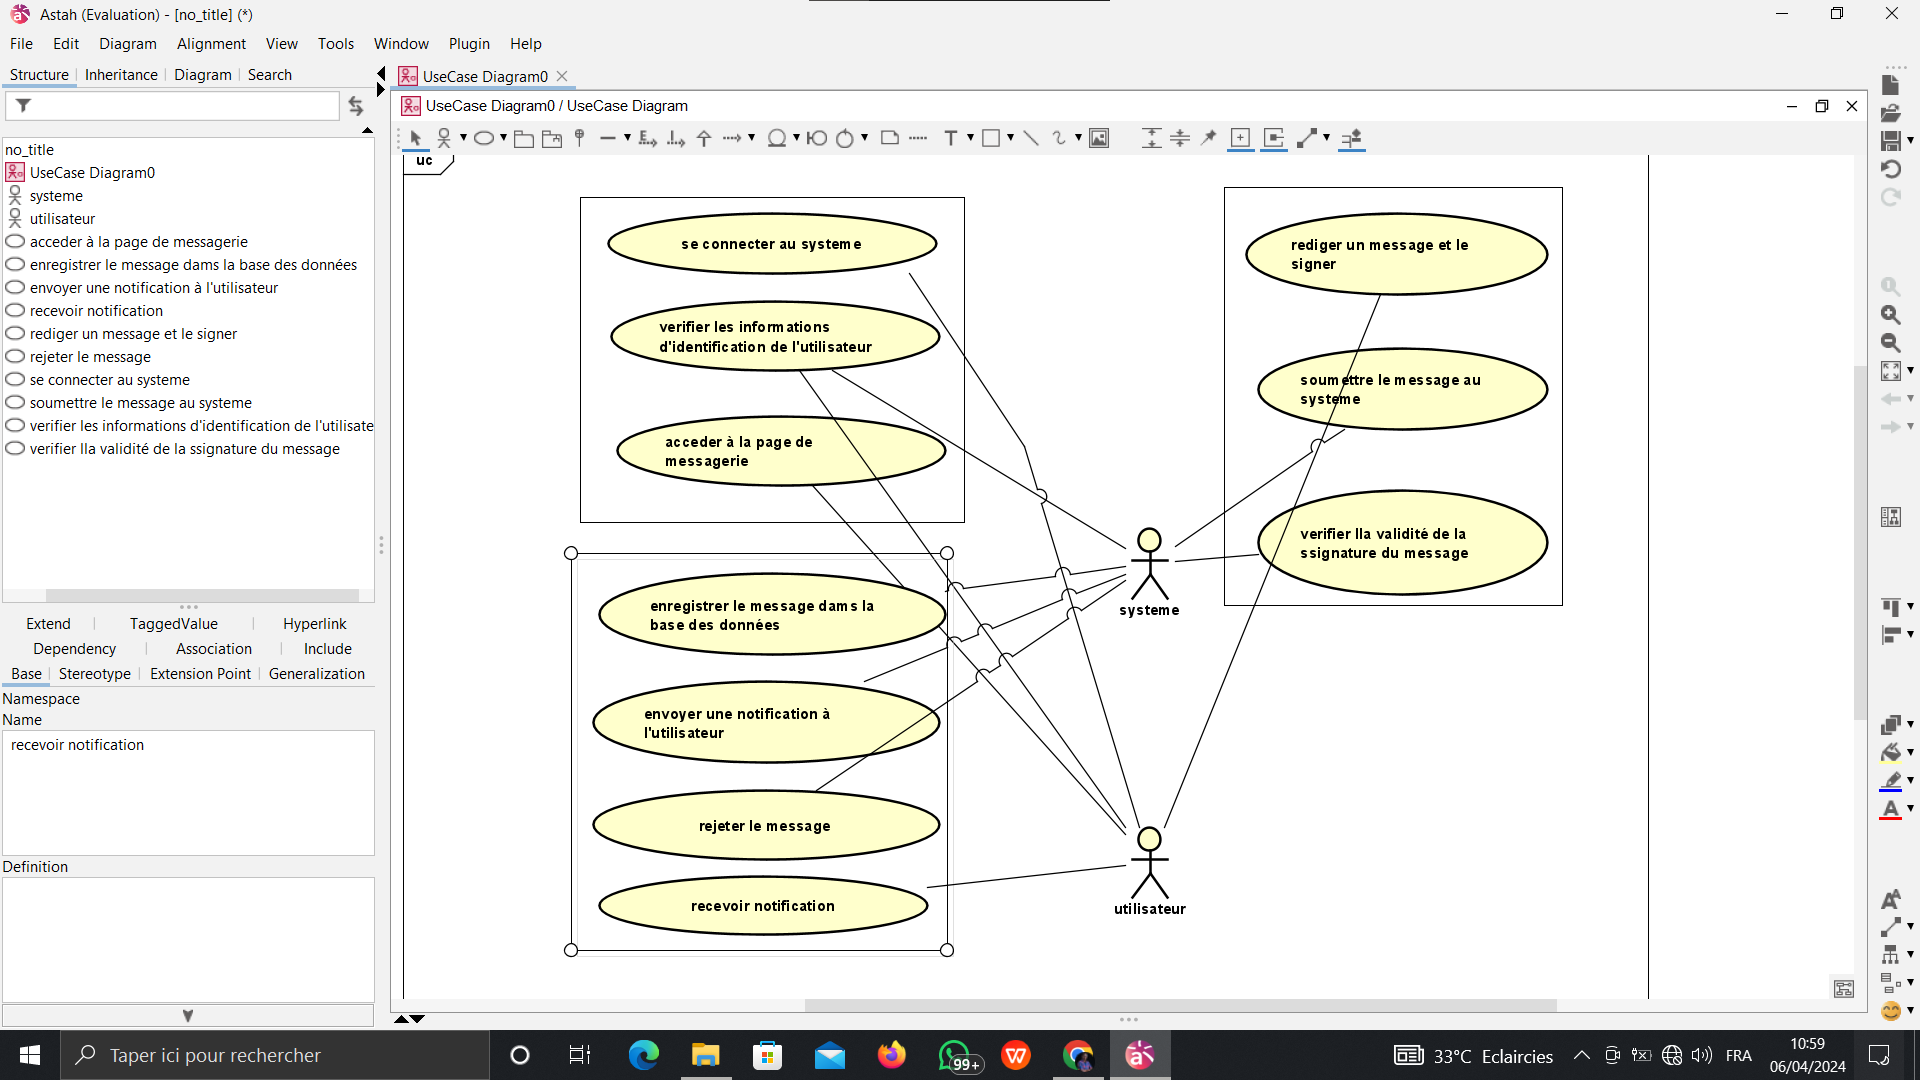 Astah (Evaluation) - [no_title] (*)
File Edit Diagram Alignment View Tools Window Plugin Help
Structure Inheritance Diagram Search
UseCase Diagram0
UseCase Diagram0 / UseCase Diagram
no_title
UseCase Diagram0
systeme
utilisateur
acceder à la page de messagerie
enregistrer le message dams la base des données
envoyer une notification à l'utilisateur
recevoir notification
rediger un message et le signer
rejeter le message
se connecter au systeme
soumettre le message au systeme
verifier les informations d'identification de l'utilisate
verifier lla validité de la ssignature du message
Extend TaggedValue Hyperlink
Dependency Association Include
Base Stereotype Extension Point Generalization
Namespace
Name
recevoir notification
Definition
T
uc
se connecter au systeme
verifier les informations
d'identification de l'utilisateur
acceder à la page de
messagerie
rediger un message et le
signer
soumettre le message au
systeme
verifier lla validité de la
ssignature du message
systeme
enregistrer le message dams la
base des données
envoyer une notification à
l'utilisateur
rejeter le message
recevoir notification
utilisateur
A
Taper ici pour rechercher
99+
33°C Eclaircies
FRA
10:59
06/04/2024